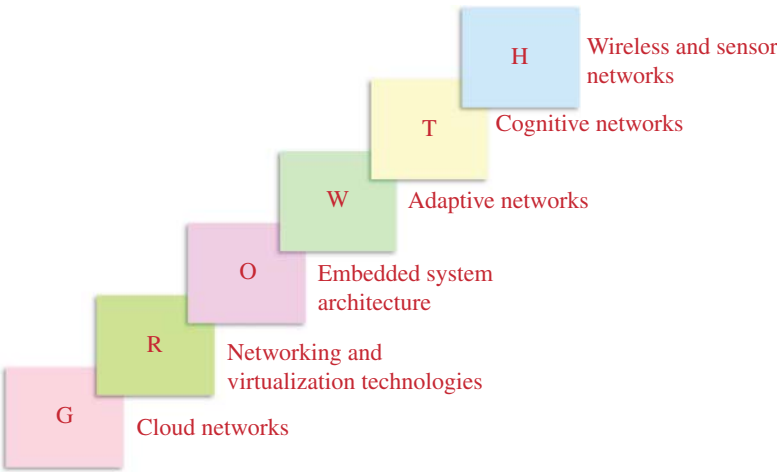 H
Wireless and sensor
networks
T
Cognitive networks
W
Adaptive networks
O
Embedded system
architecture
R
Networking and
virtualization technologies
G
Cloud networks